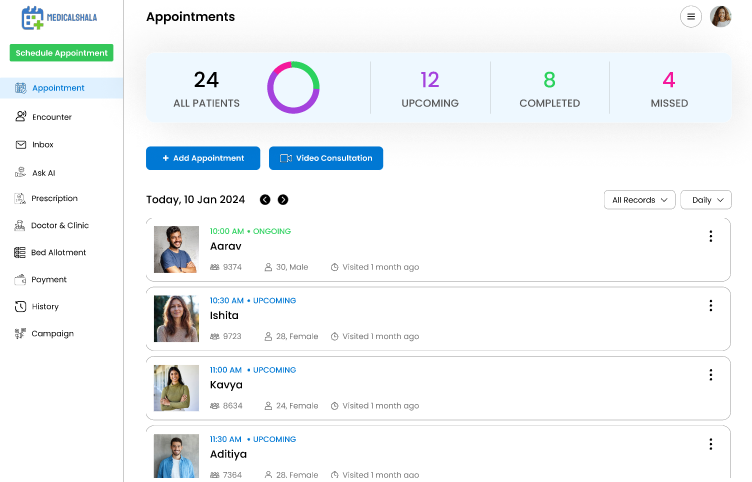 MEDICALSHALA
Schedule Appointment
Appointment
Encounter
Inbox
Ask AI
Prescription
Doctor & Clinic
Bed Allotment
Payment
History
Campaign
Appointments
24
ALL PATIENTS
12
UPCOMING
8
COMPLETED
4
MISSED
+ Add Appointment
Video Consultation
Today, 10 Jan 2024
All Records
Daily
10:00 AM • ONGOING
Aarav
9374 30, Male Visited 1 month ago
10:30 AM • UPCOMING
Ishita
9723 28, Female Visited 1 month ago
11:00 AM • UPCOMING
Kavya
8634 24, Female Visited 1 month ago
11:30 AM • UPCOMING
Aditiya
7364 28, Female Visited 1 month ago